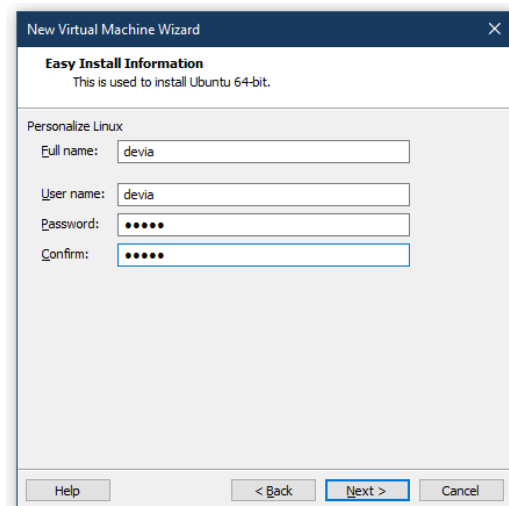 New Virtual Machine Wizard
Easy Install Information
This is used to install Ubuntu 64-bit.
Personalize Linux
Full name: devia
User name: devia
Password: •••••
Confirm: •••••
Help < Back Next > Cancel